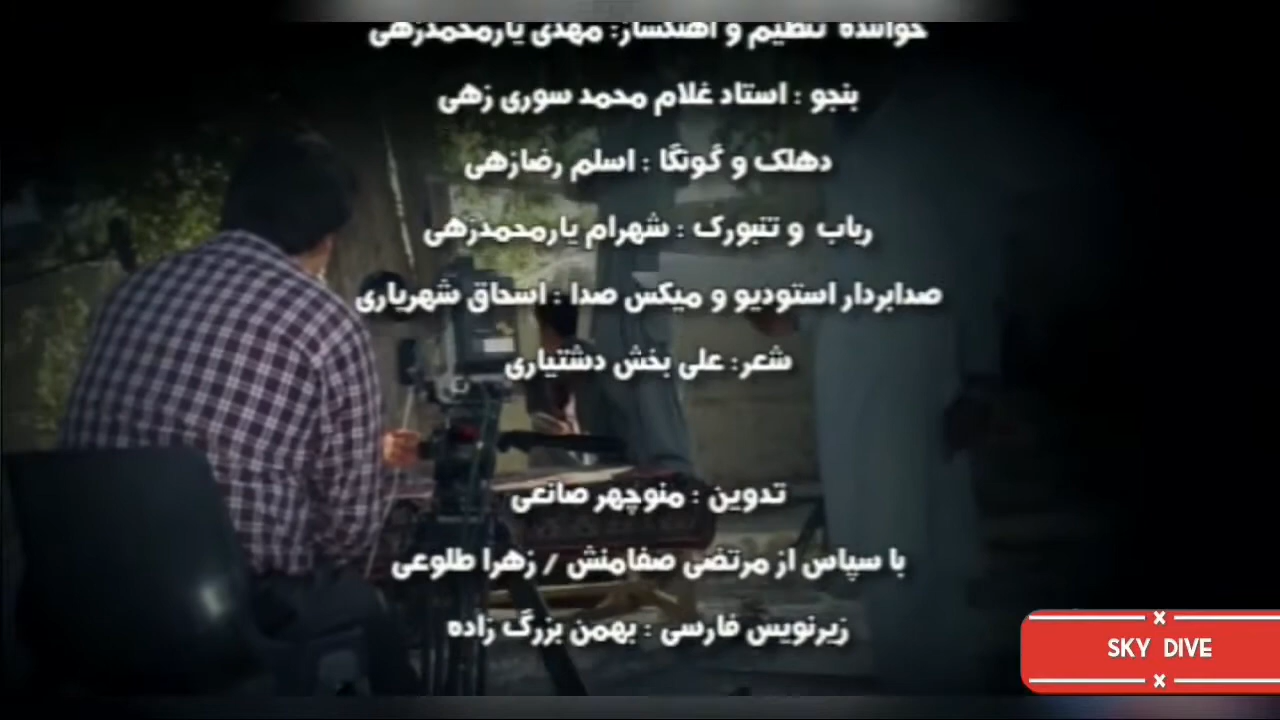 خواننده تنظیم و آهنگساز: مهدی یارمحمدزهی
بنجو : استاد غلام محمد سوری زهی
دهلک و گونگا : اسلم رضازهی
رباب و تنبورک : شهرام یارمحمدزهی
صدابردار استودیو و میکس صدا : اسحاق شهریاری
شعر: علی بخش دشتیاری
تدوین : منوچهر صانعی
با سپاس از مرتضی صفامنش / زهرا طلوعی
زیرنویس فارسی : بهمن بزرگ زاده
SKY DIVE